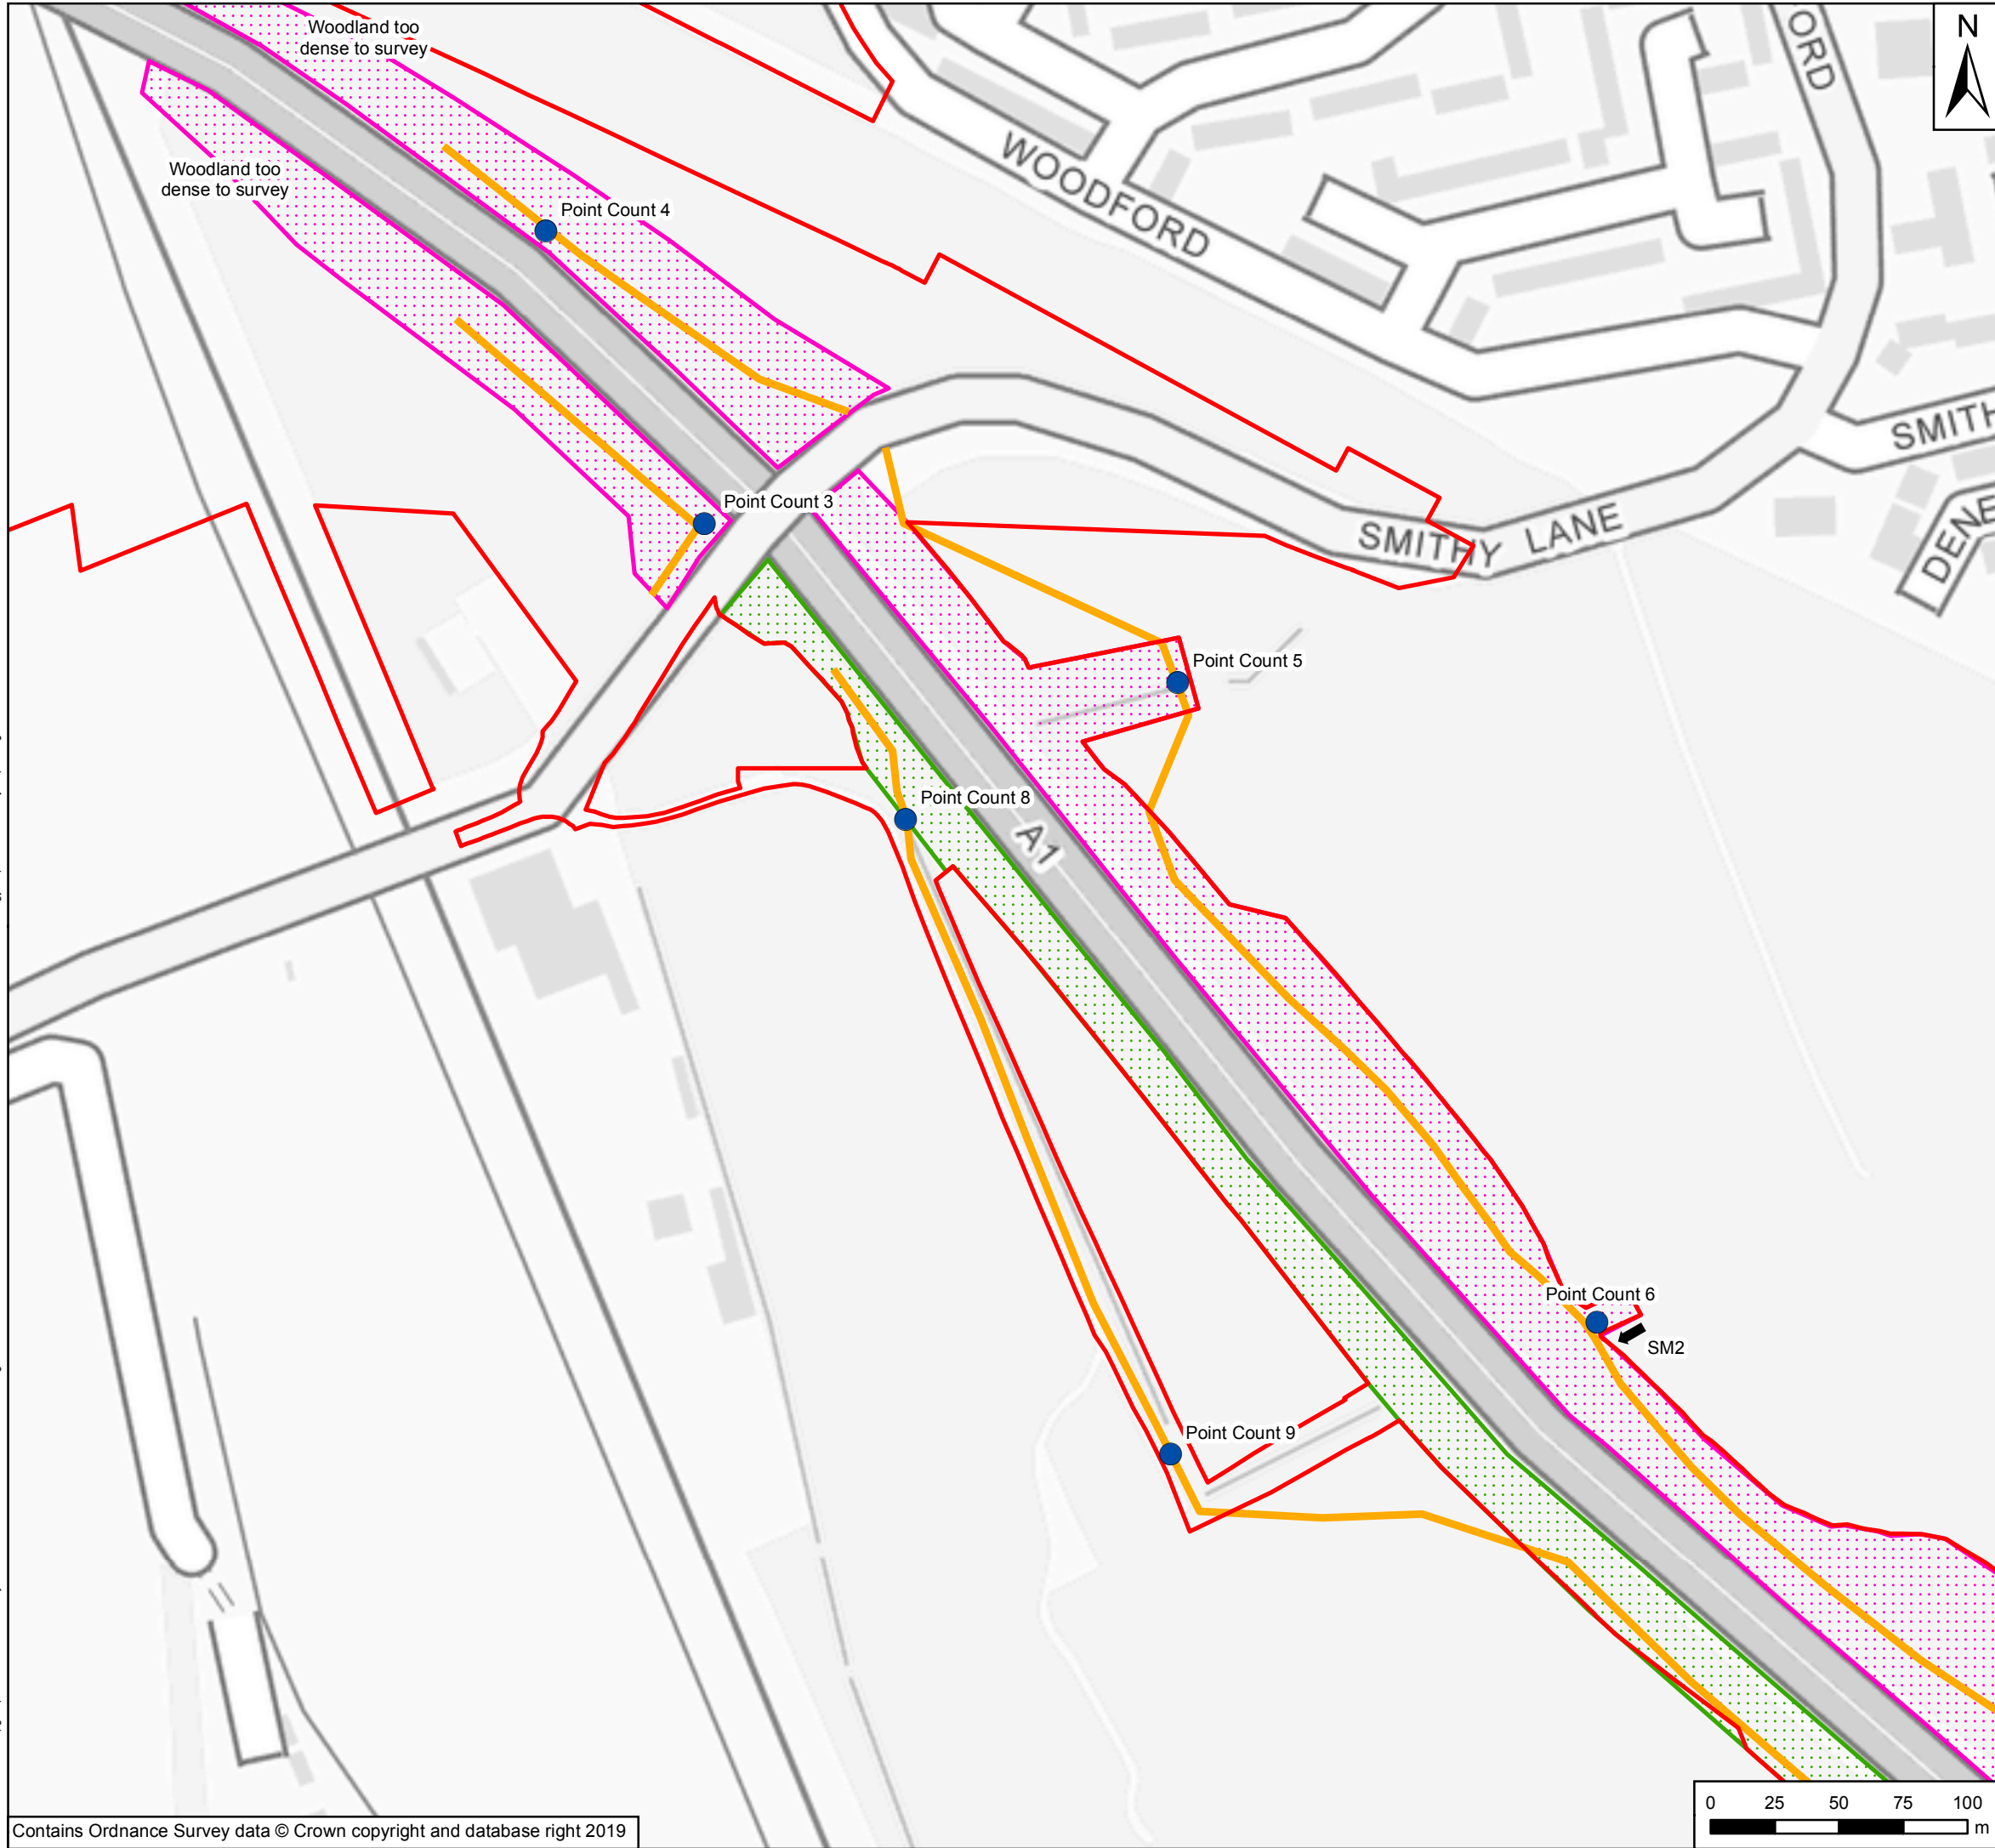 Woodland too
dense to survey
N
ORD
Woodland too
dense to survey
WOODFORD
Point Count 4
SMITH
Point Count 3
SMITHY LANE
DENE
Point Count 5
Point Count 8
A1
Point Count 6
SM2
Point Count 9
0 25 50 75 100
m
Contains Ordnance Survey data © Crown copyright and database right 2019